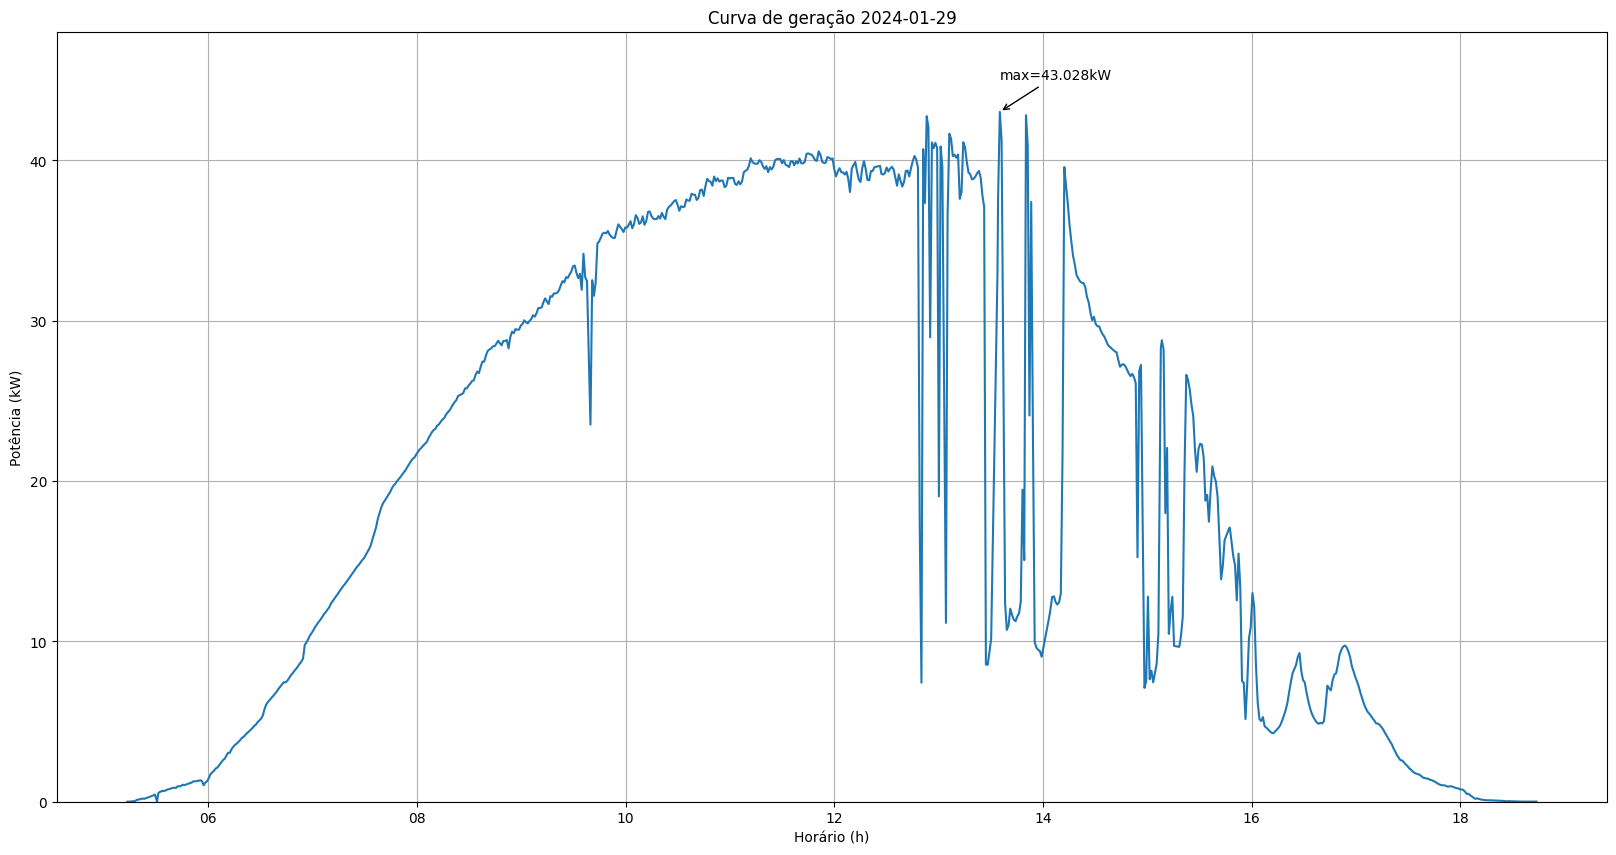 Curva de geração 2024-01-29
max=43.028kW
Potência (kW)
40
30
20
10
0
06 08 10 12 14 16 18
Horário (h)